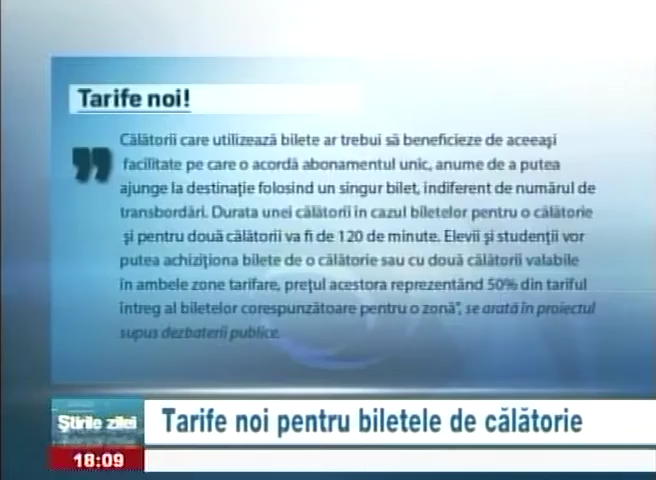 Tarife noi!
" Călătorii care utilizează bilete ar trebui să beneficieze de aceeași
facilitate pe care o acordă abonamentul unic, anume de a putea
ajunge la destinație folosind un singur bilet, indiferent de numărul de
transbordări. Durata unei călătorii în cazul biletelor pentru o călătorie
și pentru două călătorii va fi de 120 de minute. Elevii și studenții vor
putea achiziționa bilete de o călătorie sau cu două călătorii valabile
în ambele zone tarifare, prețul acestora reprezentând 50% din tariful
întreg al biletelor corespunzătoare pentru o zonă", se arată în proiectul
supus dezbaterii publice.
Știrile zilei
Tarife noi pentru biletele de călătorie
18:09